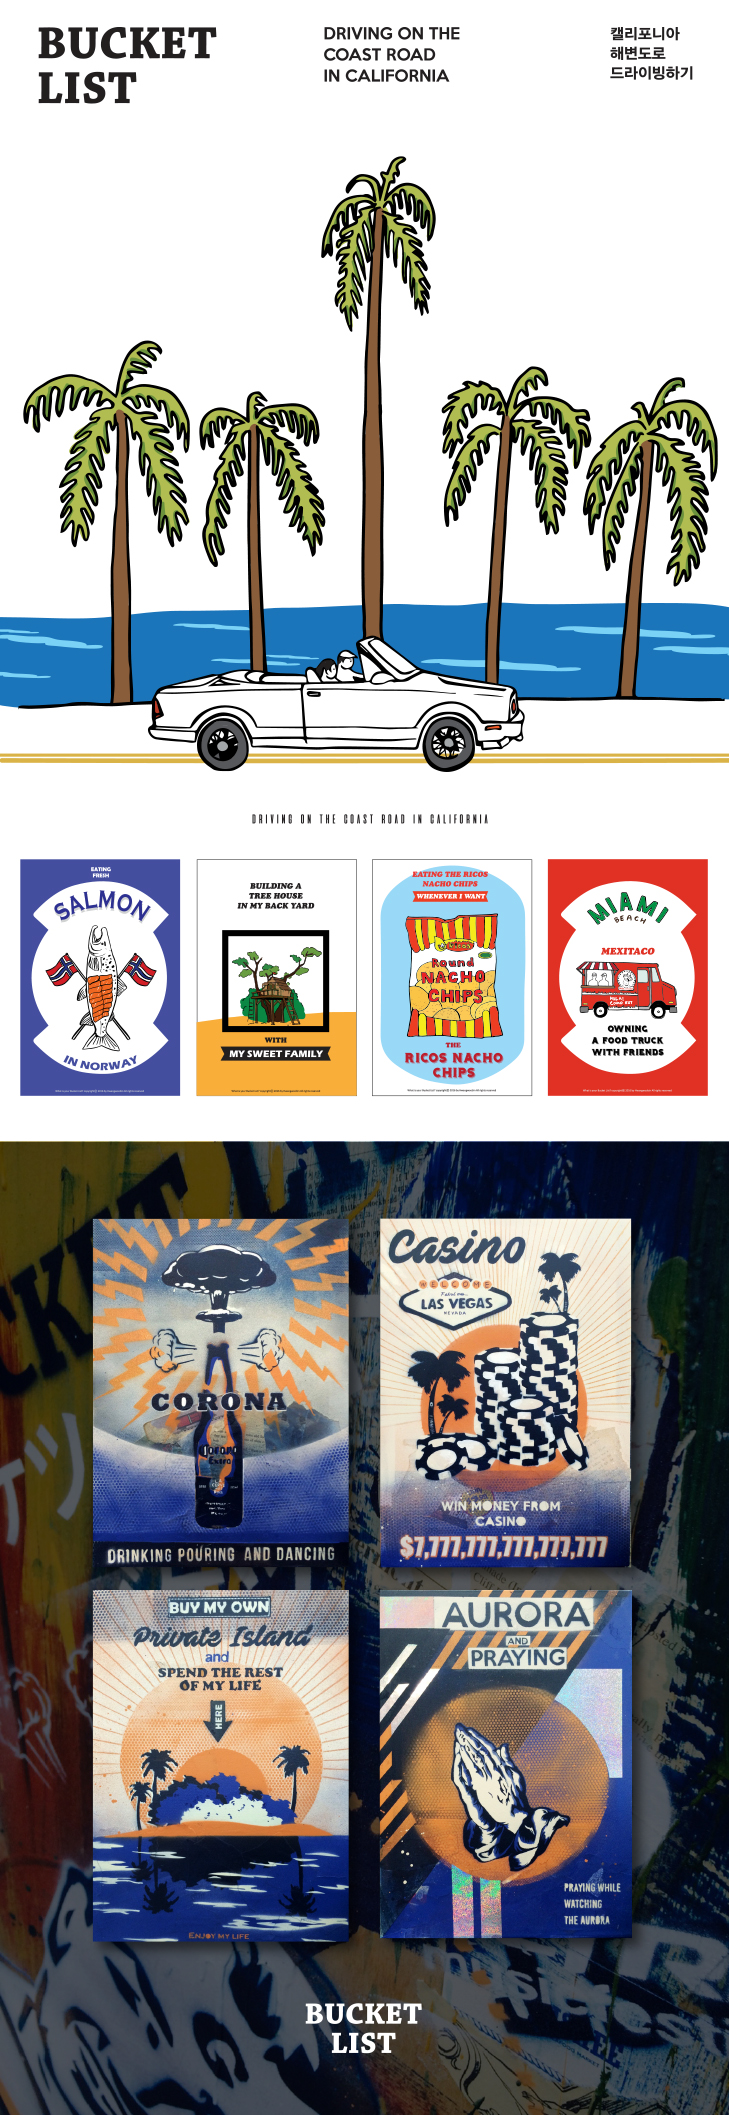 BUCKET
LIST
DRIVING ON THE
COAST ROAD
IN CALIFORNIA
캘리포니아
해변도로
드라이빙하기
DRIVING ON THE COAST ROAD IN CALIFORNIA
EATING
FRESH
SALMON
IN NORWAY
BUILDING A
TREE HOUSE
IN MY BACK YARD
WITH
MY SWEET FAMILY
EATING THE RICOS
NACHO CHIPS
WHENEVER I WANT
Round
NACHO
CHIPS
THE
RICOS NACHO
CHIPS
MIAMI
BEACH
MEXITACO
OWNING
A FOOD TRUCK
WITH FRIENDS
CORONA
Corona
Extra
DRINKING POURING AND DANCING
Casino
WELCOME
LAS VEGAS
NEVADA
WIN MONEY FROM
CASINO
$7,777,777,777,777,777
BUY MY OWN
Private Island
and
SPEND THE REST
OF MY LIFE
HERE
ENJOY MY LIFE
AURORA
AND
PRAYING
PRAYING WHILE
WATCHING
THE AURORA
BUCKET
LIST